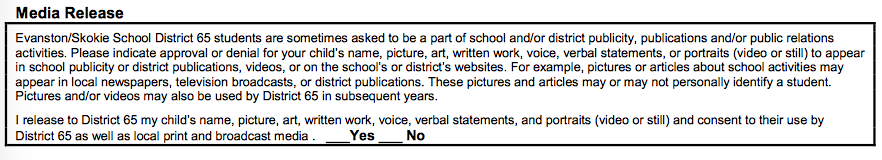 Media Release
Evanston/Skokie School District 65 students are sometimes asked to be a part of school and/or district publicity, publications and/or public relations
activities. Please indicate approval or denial for your child's name, picture, art, written work, voice, verbal statements, or portraits (video or still) to appear
in school publicity or district publications, videos, or on the school's or district's websites. For example, pictures or articles about school activities may
appear in local newspapers, television broadcasts, or district publications. These pictures and articles may or may not personally identify a student.
Pictures and/or videos may also be used by District 65 in subsequent years.
I release to District 65 my child's name, picture, art, written work, voice, verbal statements, and portraits (video or still) and consent to their use by
District 65 as well as local print and broadcast media . ___Yes ___ No